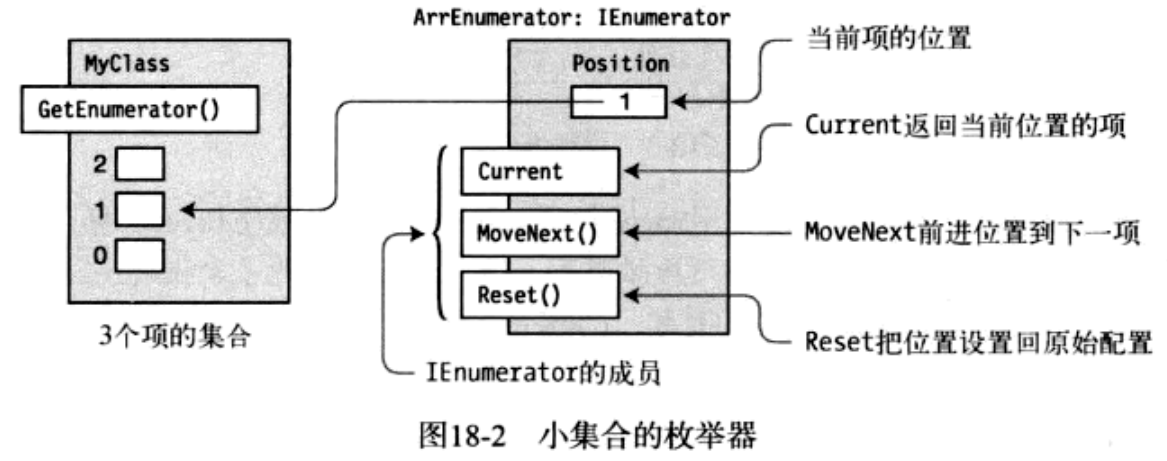 ArrEnumerator: IEnumerator
MyClass
GetEnumerator()
2
1
0
3个项的集合
Position
1
Current
MoveNext()
Reset()
IEnumerator的成员
当前项的位置
Current返回当前位置的项
MoveNext前进位置到下一项
Reset把位置设置回原始配置
图18-2 小集合的枚举器